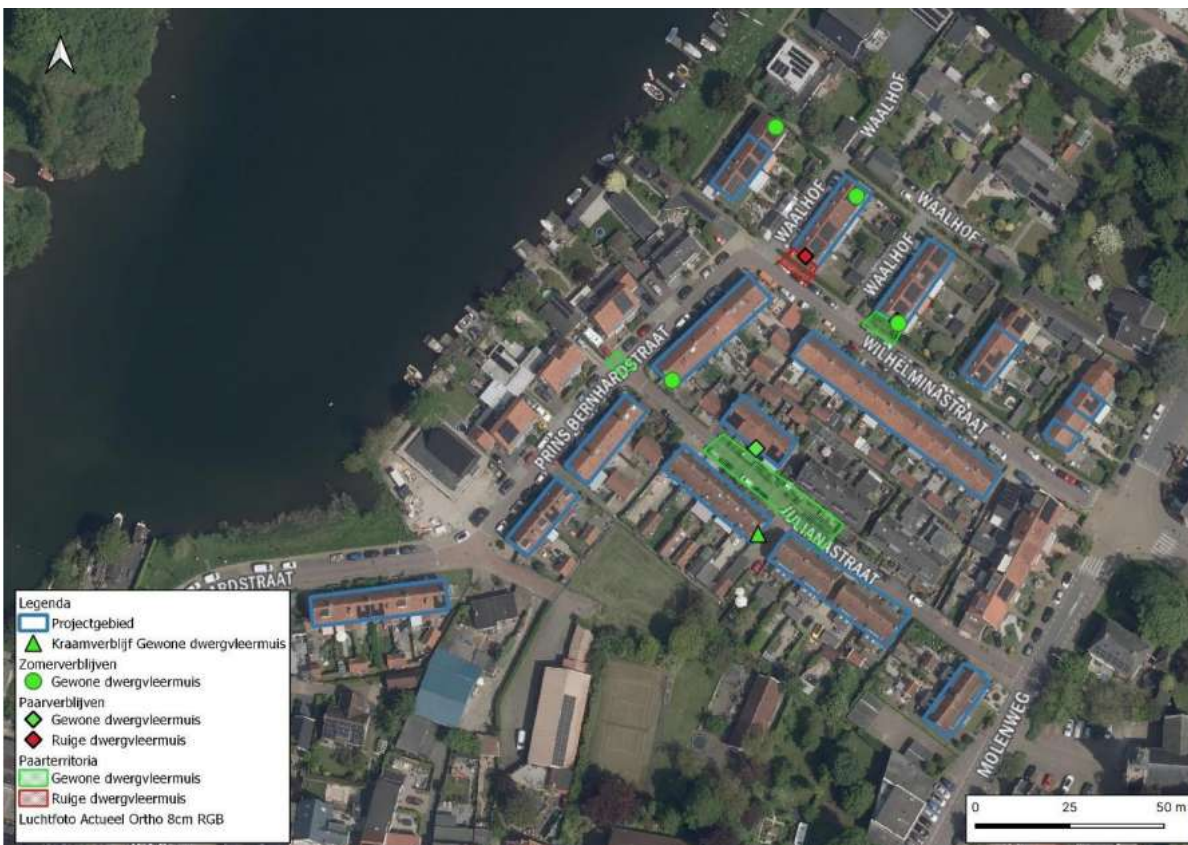 WAALHOF
WAALHOF
WAALHOF
WAALHOF
WILHELMINASTRAAT
PRINS BERNHARDSTRAAT
JULIANASTRAAT
ARDSTRAAT
MOLENWEG
Legenda
Projectgebied
Kraamverblijf Gewone dwergvleermuis
Zomerverblijven
Gewone dwergvleermuis
Paarverblijven
Gewone dwergvleermuis
Ruige dwergvleermuis
Paarterritoria
Gewone dwergvleermuis
Ruige dwergvleermuis
Luchtfoto Actueel Ortho 8cm RGB
0 25 50 m